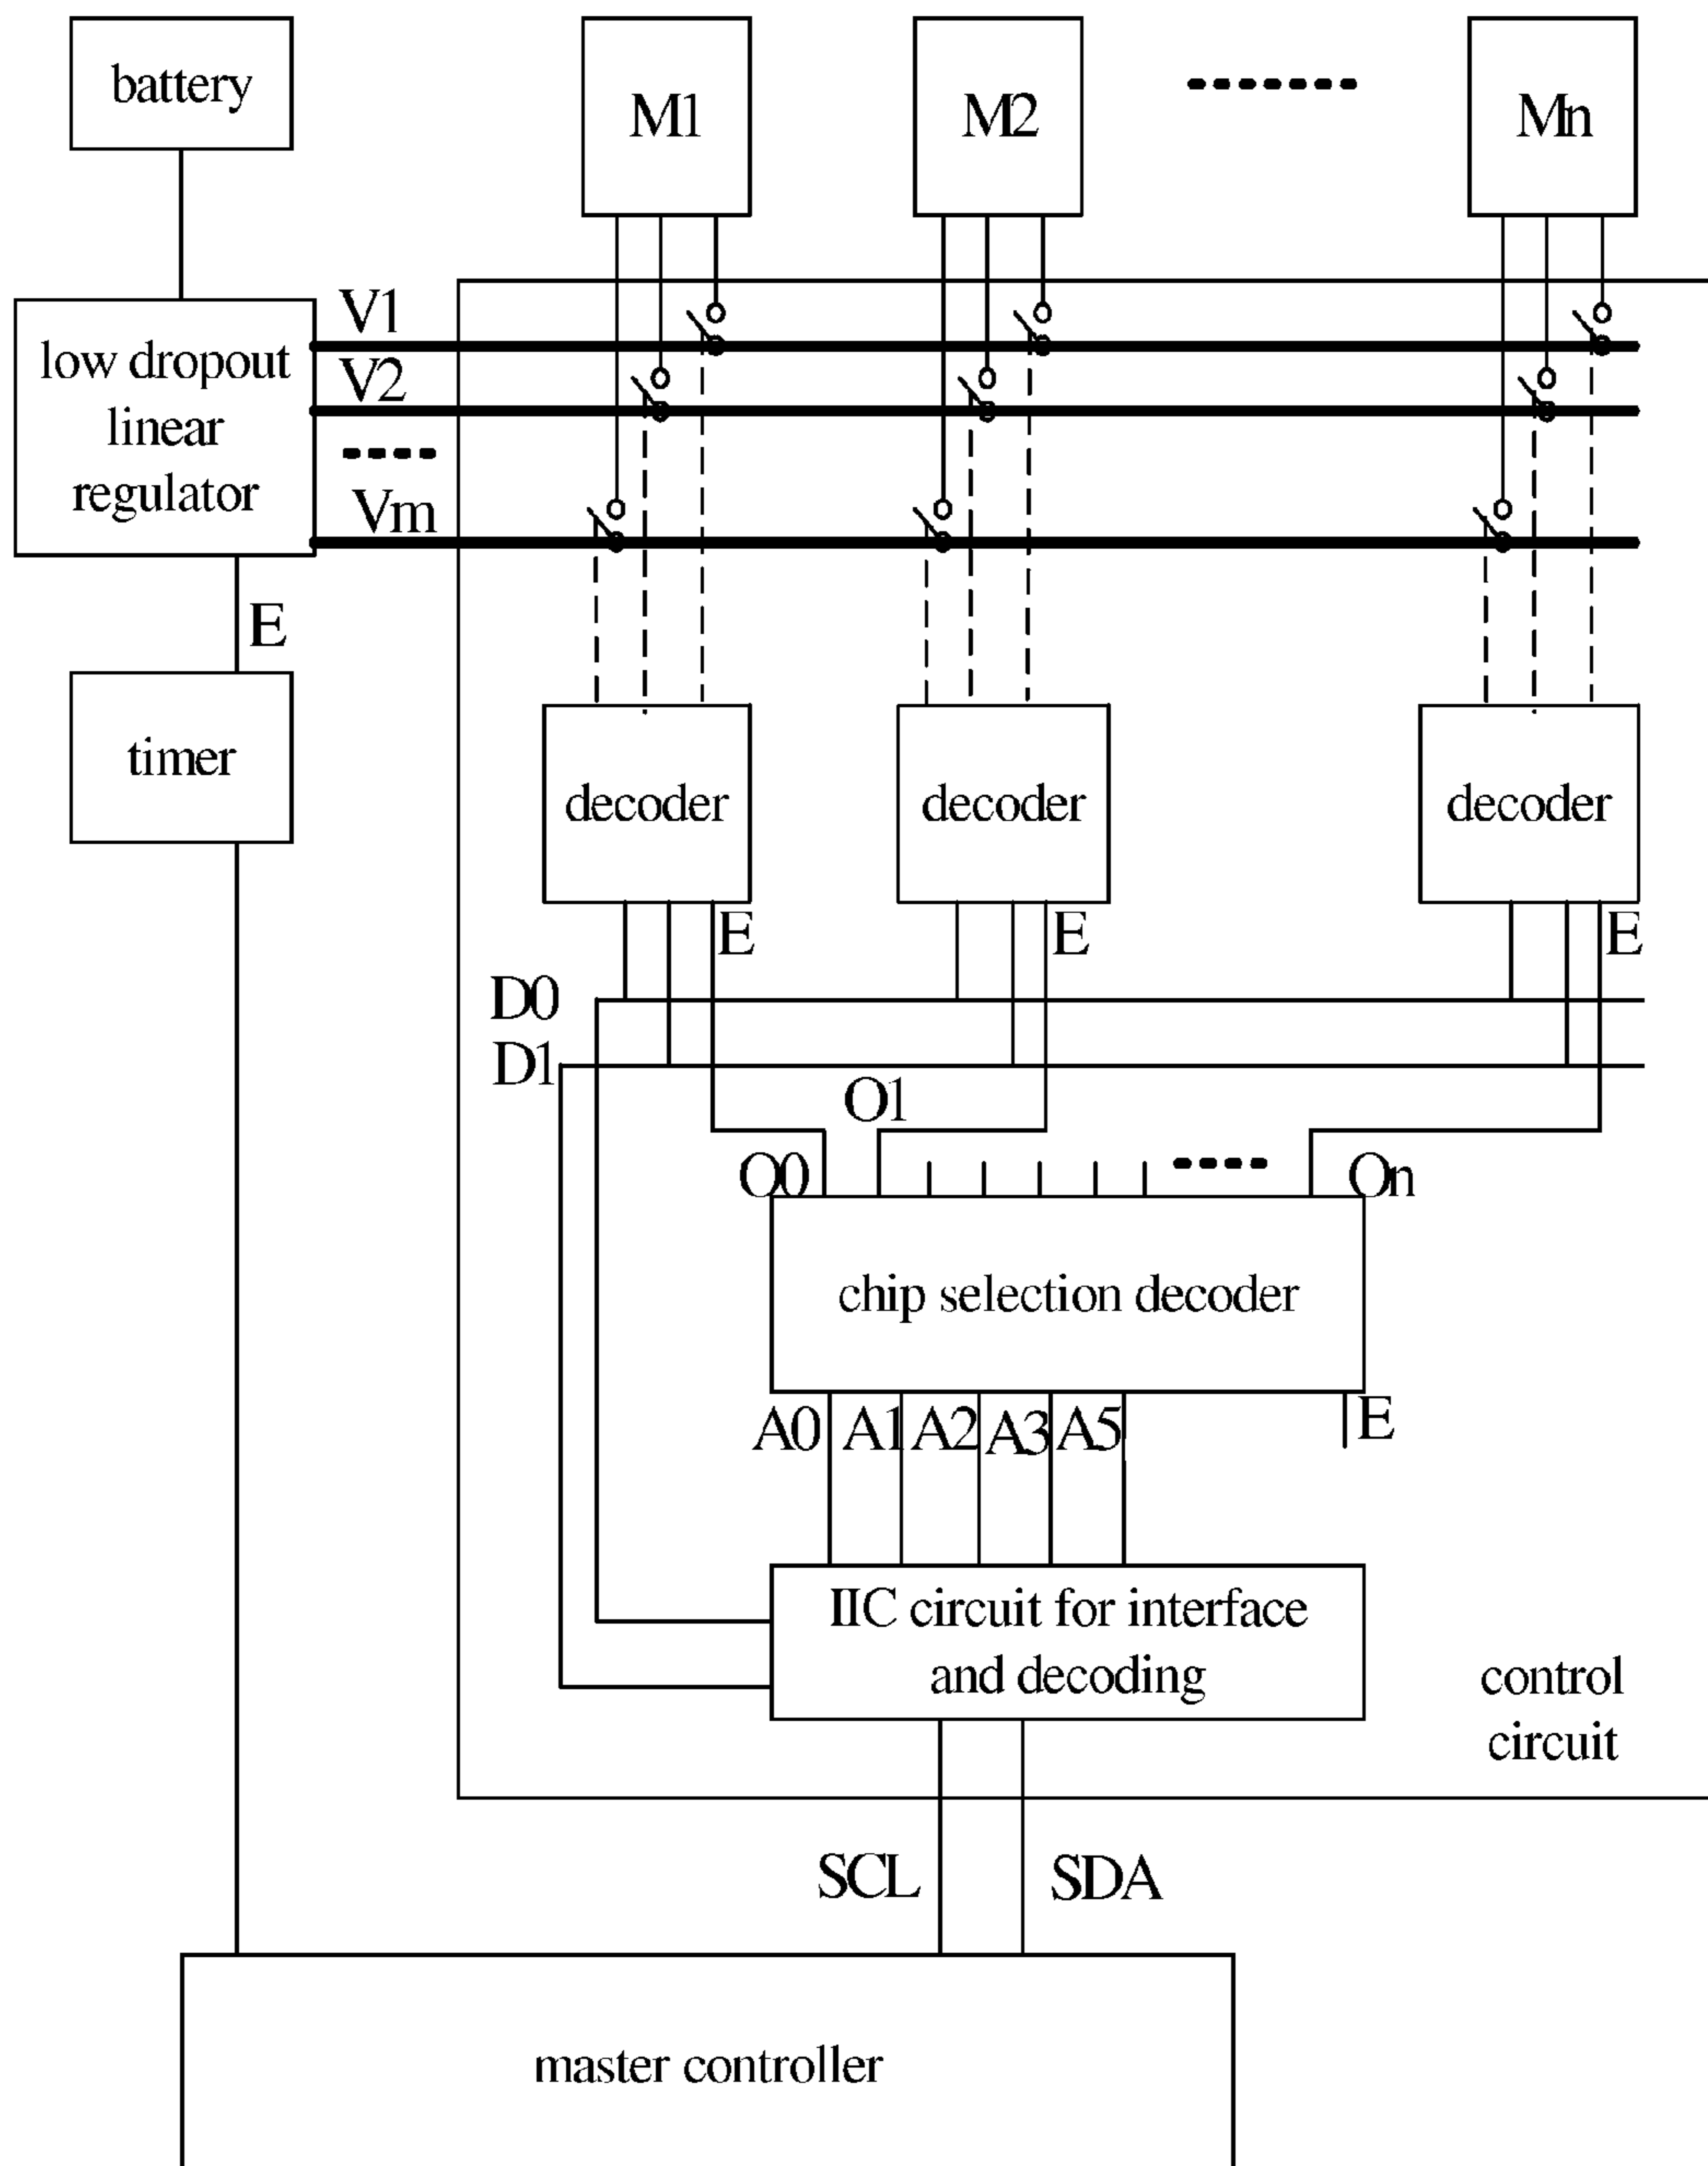 battery
M1
M2
Mn
V1
low dropout
linear
regulator
V2
Vm
E
timer
decoder
decoder
decoder
E
E
E
D0
D1
O1
O0
On
chip selection decoder
A0
A1
A2
A3
A5
E
IIC circuit for interface
and decoding
control
circuit
SCL
SDA
master controller